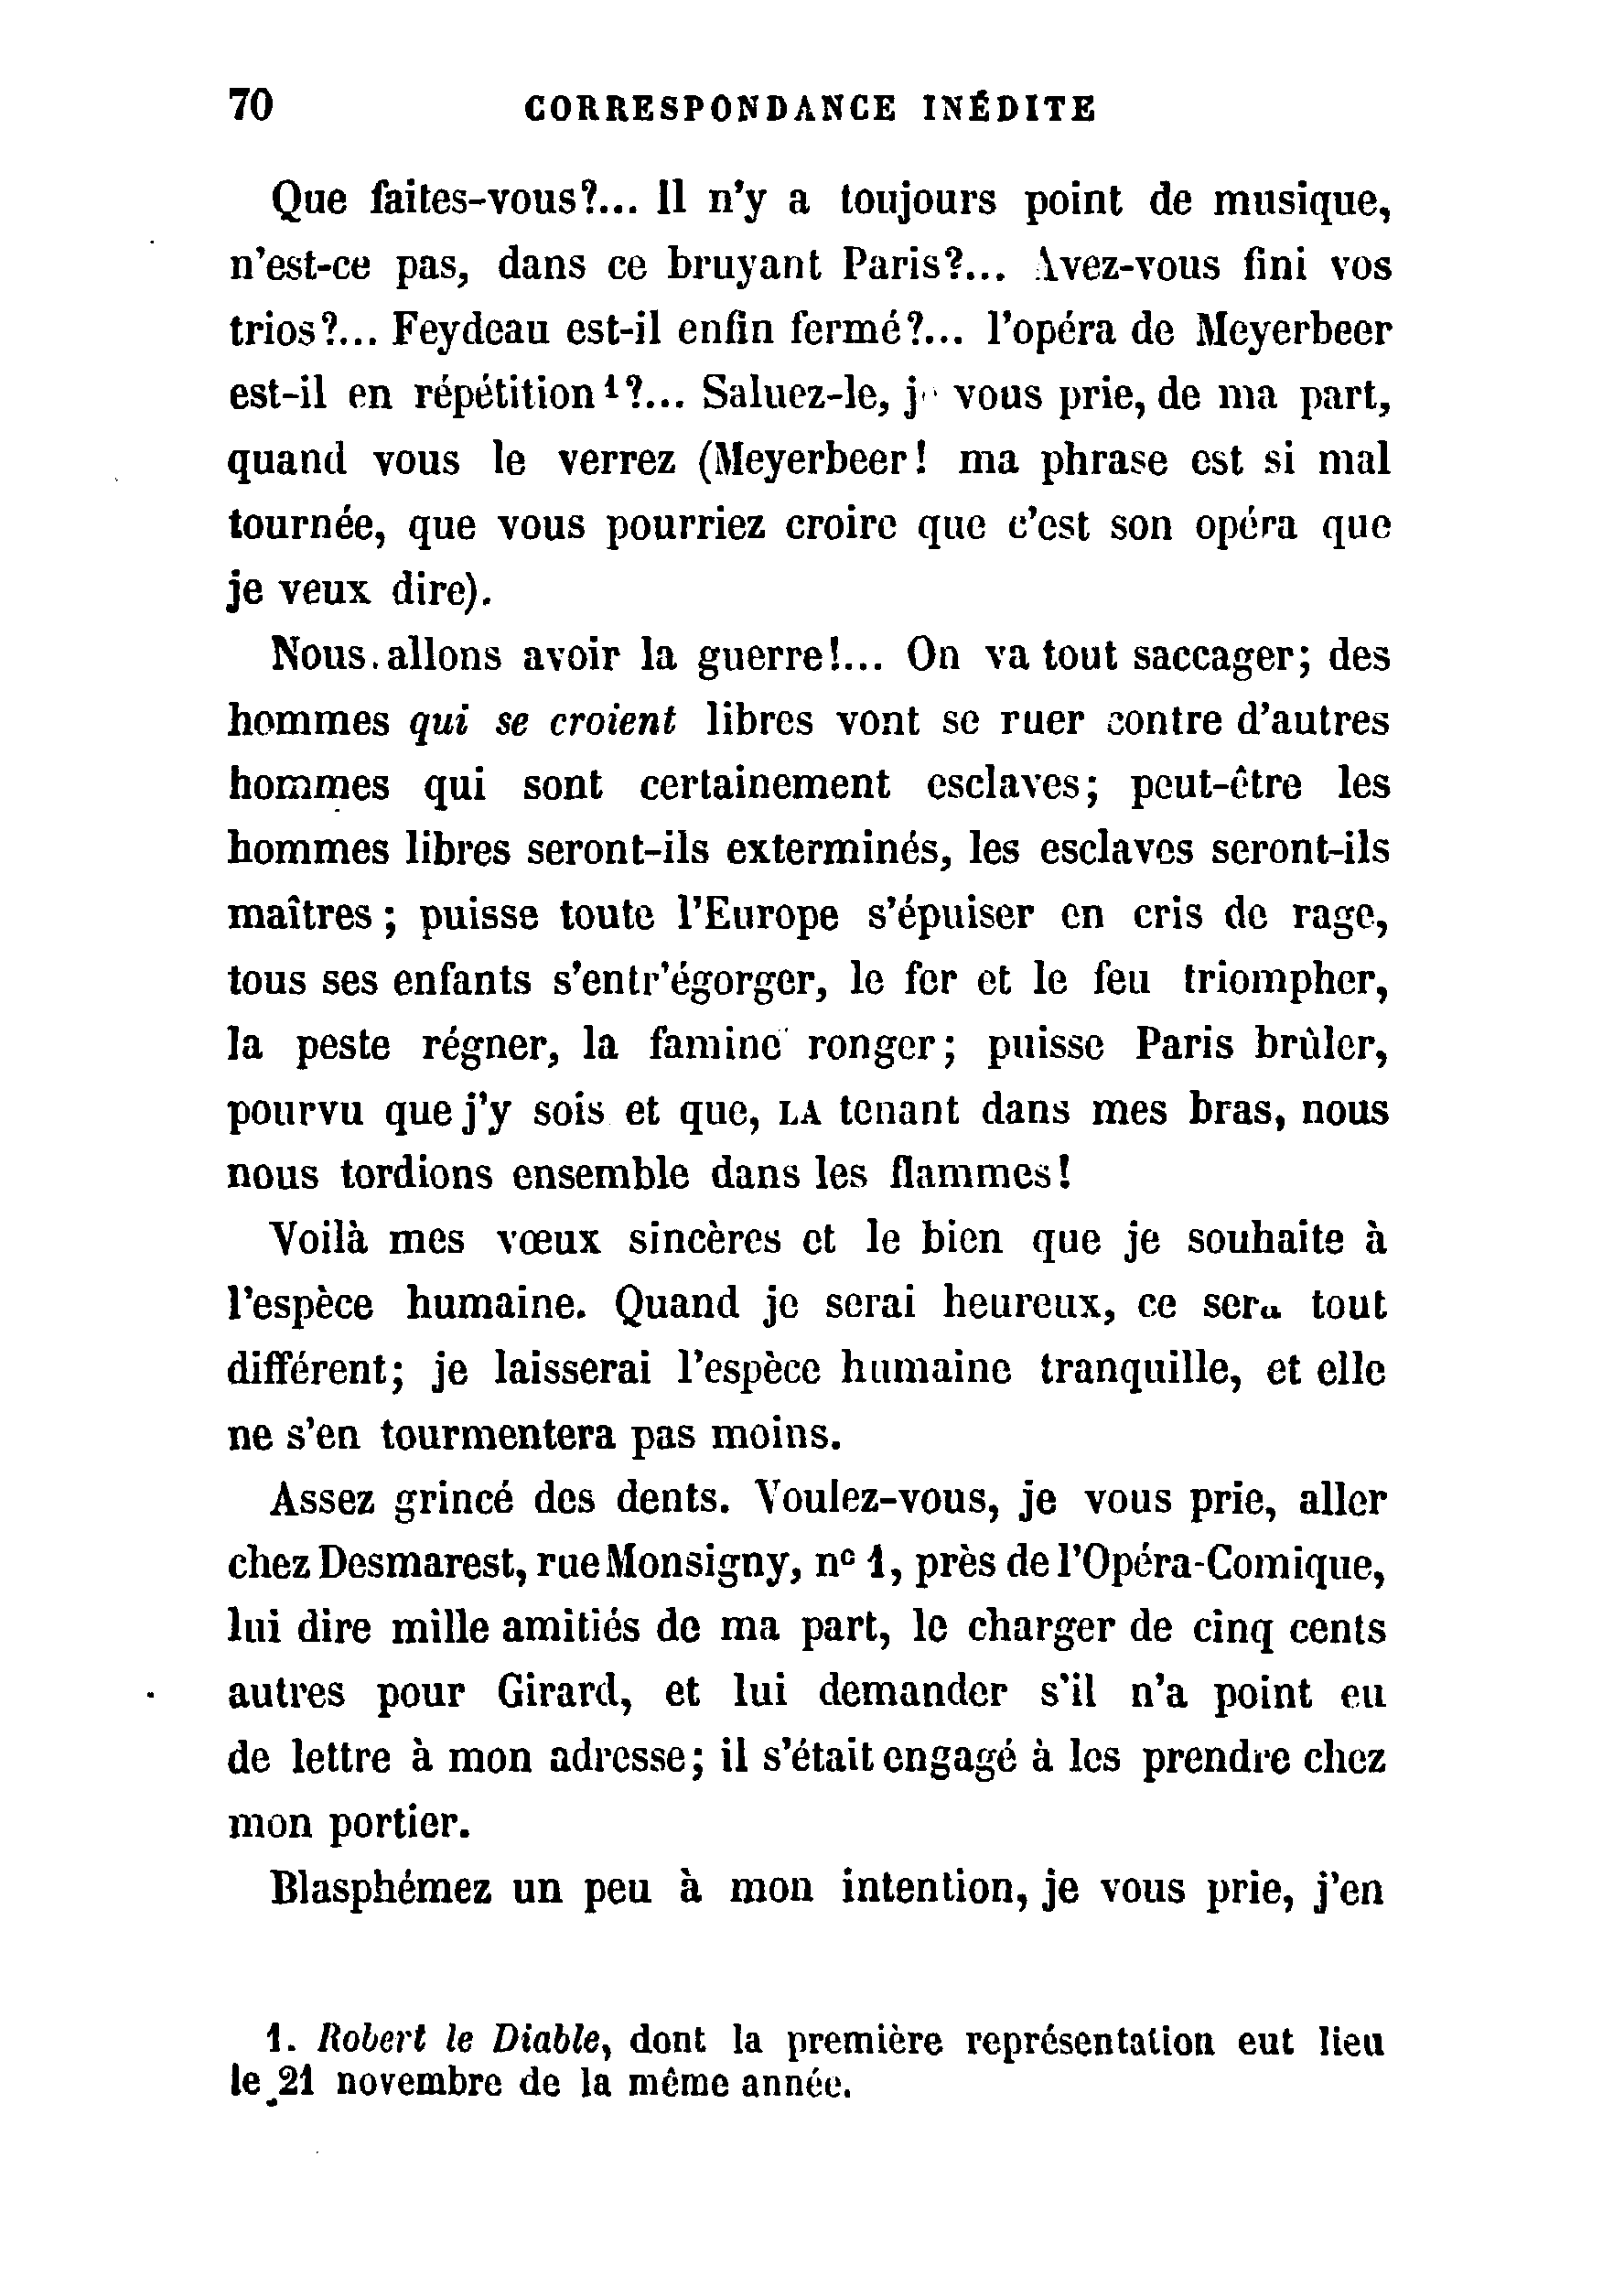 70 CORRESPONDANCE INÉDITE
Que faites-vous?... Il n'y a toujours point de musique,
n'est-ce pas, dans ce bruyant Paris?... Avez-vous fini vos
trios?... Feydeau est-il enfin fermé?... l'opéra de Meyerbeer
est-il en répétition¹?... Saluez-le, je vous prie, de ma part,
quand vous le verrez (Meyerbeer! ma phrase est si mal
tournée, que vous pourriez croire que c'est son opéra que
je veux dire).
Nous allons avoir la guerre!... On va tout saccager; des
hommes qui se croient libres vont se ruer contre d'autres
hommes qui sont certainement esclaves; peut-être les
hommes libres seront-ils exterminés, les esclaves seront-ils
maîtres; puisse toute l'Europe s'épuiser en cris de rage,
tous ses enfants s'entr'égorger, le fer et le feu triompher,
la peste régner, la famine ronger; puisse Paris brûler,
pourvu que j'y sois et que, LA tenant dans mes bras, nous
nous tordions ensemble dans les flammes!
Voilà mes vœux sincères et le bien que je souhaite à
l'espèce humaine. Quand je serai heureux, ce sera tout
différent; je laisserai l'espèce humaine tranquille, et elle
ne s'en tourmentera pas moins.
Assez grincé des dents. Voulez-vous, je vous prie, aller
chez Desmarest, rue Monsigny, nº 1, près de l'Opéra-Comique,
lui dire mille amitiés de ma part, le charger de cinq cents
autres pour Girard, et lui demander s'il n'a point eu
de lettre à mon adresse; il s'était engagé à les prendre chez
mon portier.
Blasphémez un peu à mon intention, je vous prie, j'en
1. Robert le Diable, dont la première représentation eut lieu
le 21 novembre de la même année.